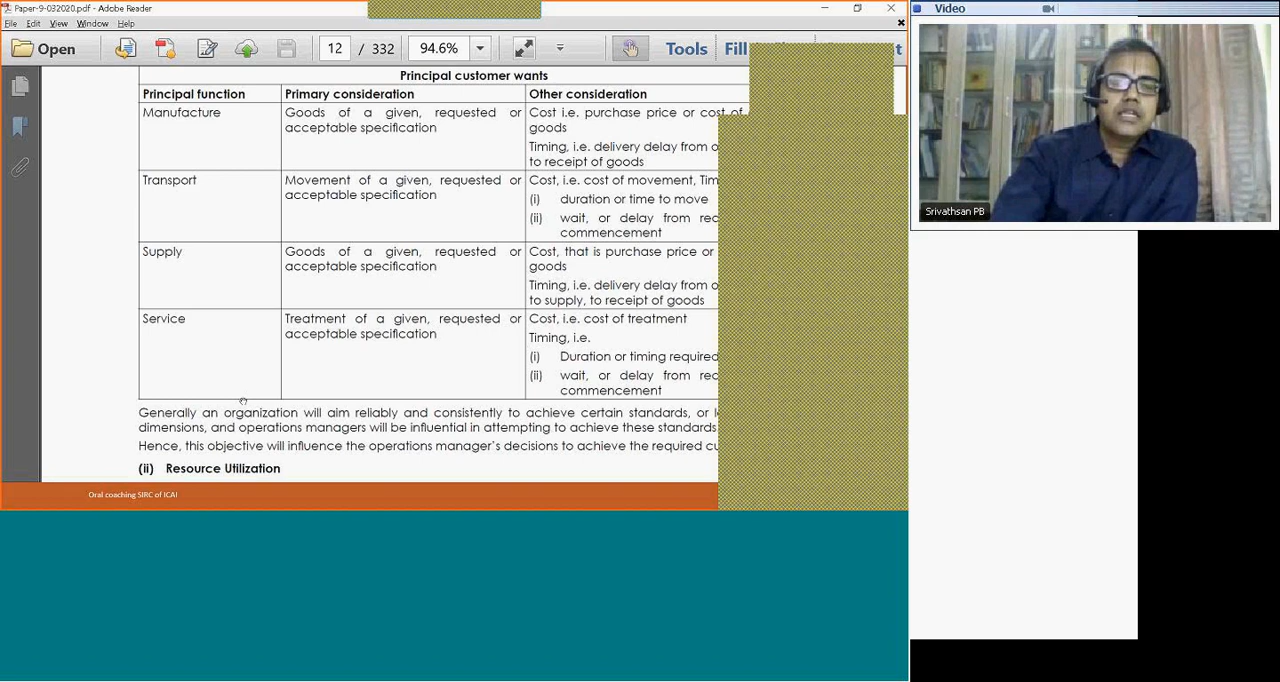 Paper-9-032020.pdf - Adobe Reader
File Edit View Window Help
Open 12 / 332 94.6% Tools
Principal customer wants
Principal function Primary consideration Other consideration
Manufacture Goods of a given, requested or Cost i.e. purchase price or cost of
acceptable specification goods
Timing, i.e. delivery delay from
to receipt of goods
Transport Movement of a given, requested or Cost, i.e. cost of movement,
acceptable specification (i) duration or time to move
(ii) wait, or delay from
commencement
Supply Goods of a given, requested or Cost, that is purchase price or
acceptable specification goods
Timing, i.e. delivery delay from
to supply, to receipt of goods
Service Treatment of a given, requested or Cost, i.e. cost of treatment
acceptable specification Timing, i.e.
(i) Duration or timing required
(ii) wait, or delay from
commencement
Generally an organization will aim reliably and consistently to achieve certain standards, or
dimensions, and operations managers will be influential in attempting to achieve these standards
Hence, this objective will influence the operations manager's decisions to achieve the required
(ii) Resource Utilization
Oral coaching SIRC of ICAI
Video
Srivathsan PB